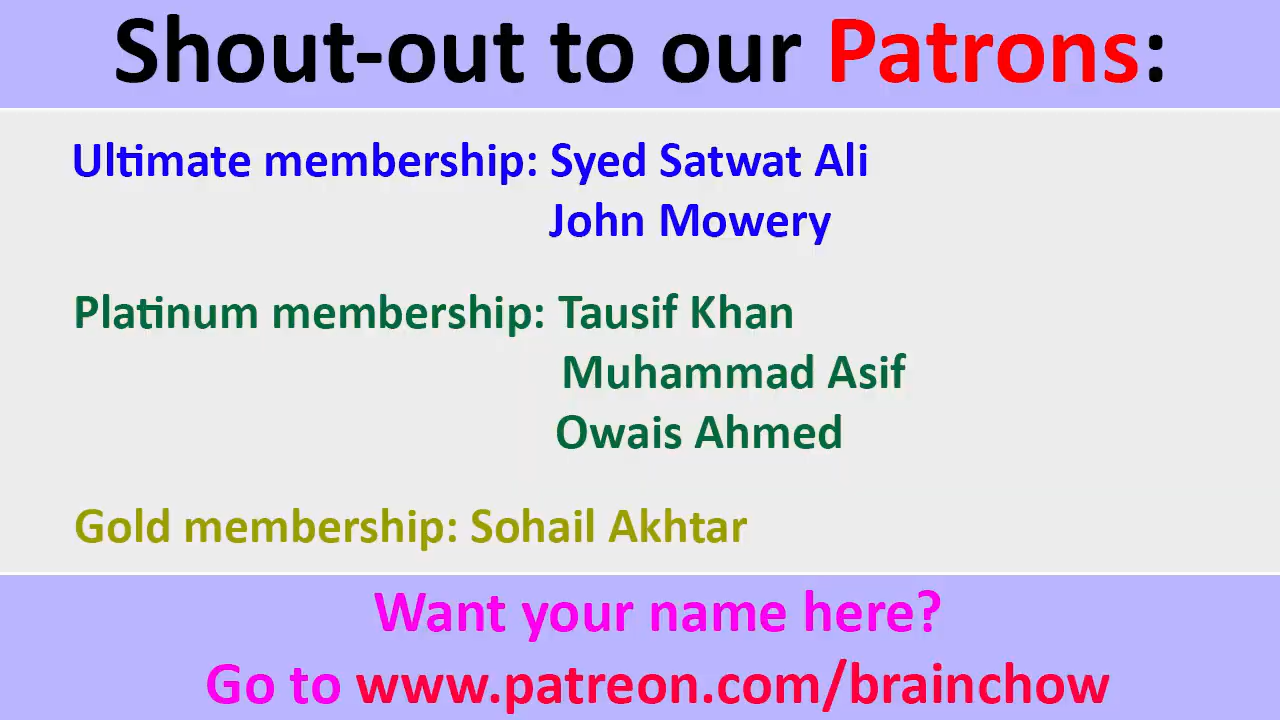 Shout-out to our Patrons:
Ultimate membership: Syed Satwat Ali
John Mowery
Platinum membership: Tausif Khan
Muhammad Asif
Owais Ahmed
Gold membership: Sohail Akhtar
Want your name here?
Go to www.patreon.com/brainchow